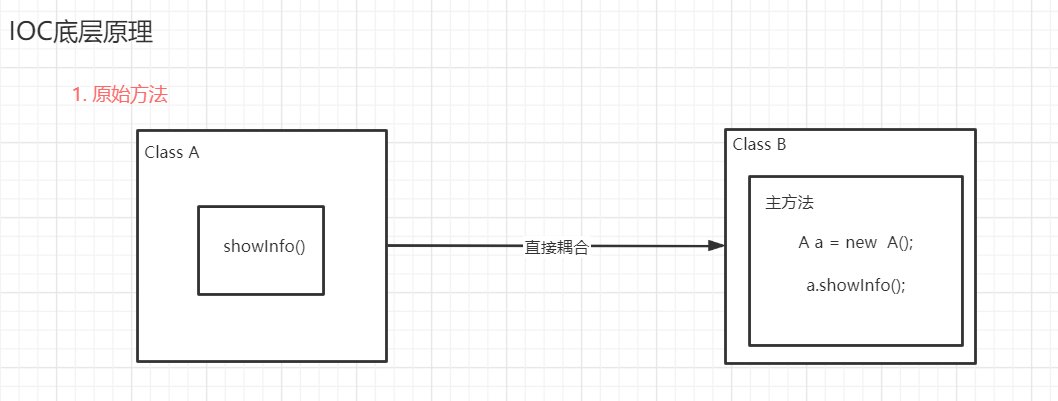 IOC底层原理
1. 原始方法
Class A
showInfo()
直接耦合
Class B
主方法
A a = new  A();
a.showInfo();